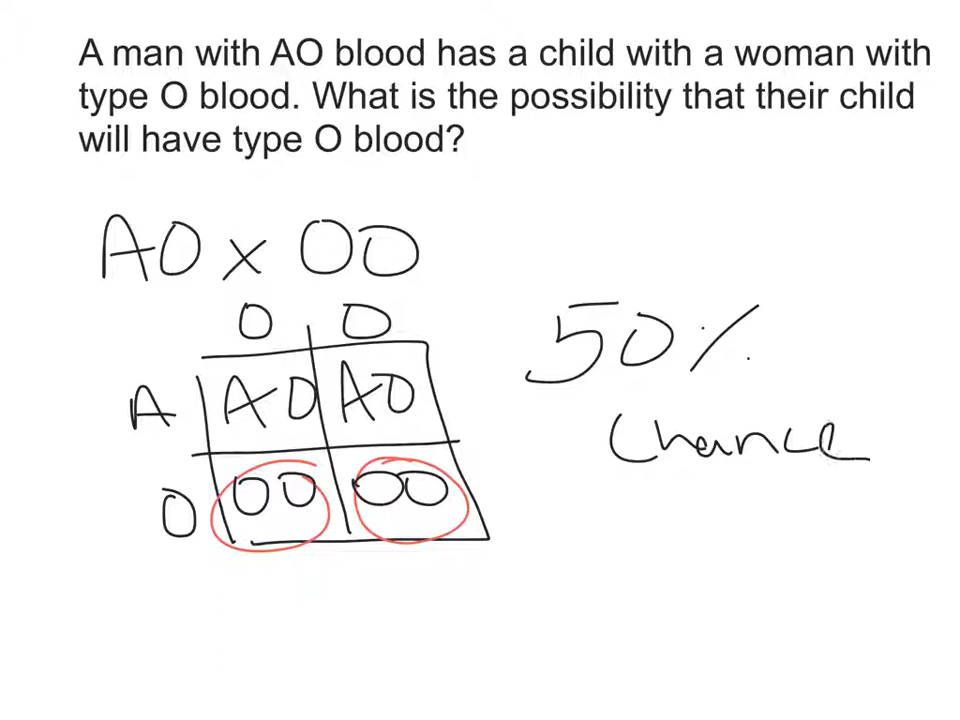 A man with AO blood has a child with a woman with
type O blood. What is the possibility that their child
will have type O blood?
AO x OO
O O
A AO AO
O OO OO
50%
Chance